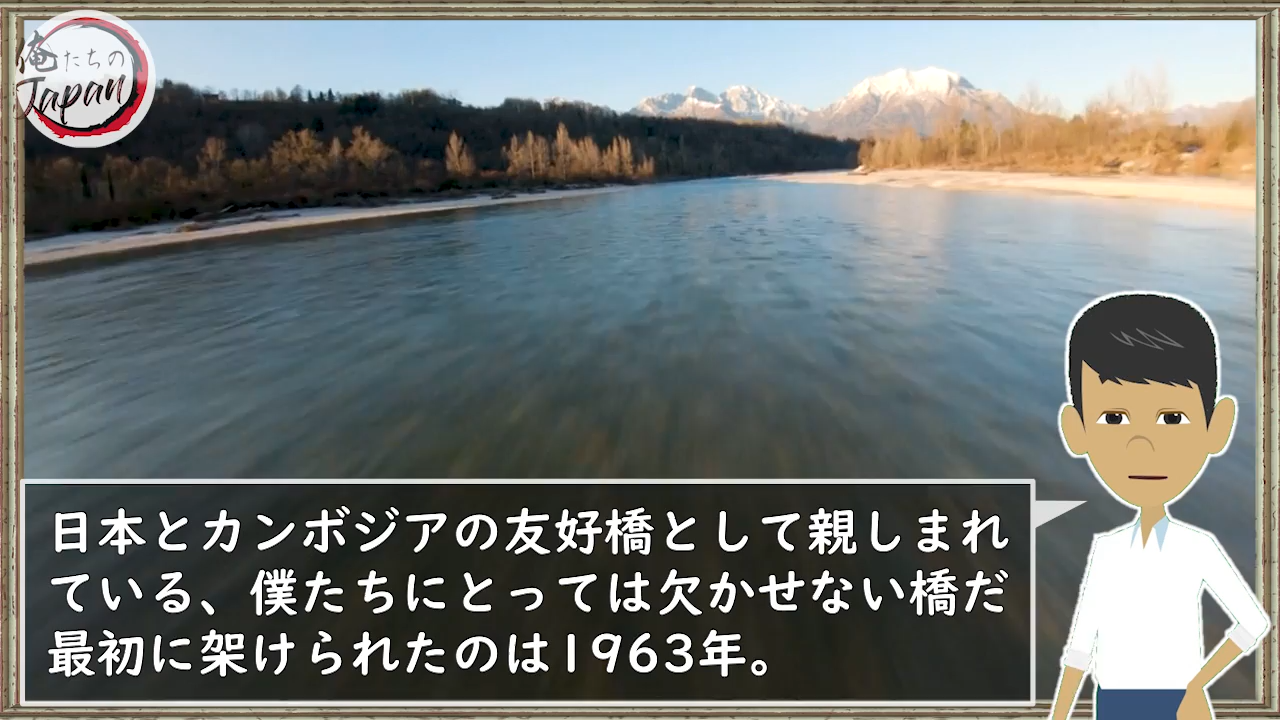 俺たちの
Japan
日本とカンボジアの友好橋として親しまれ
ている、僕たちにとっては欠かせない橋だ
最初に架けられたのは1963年。